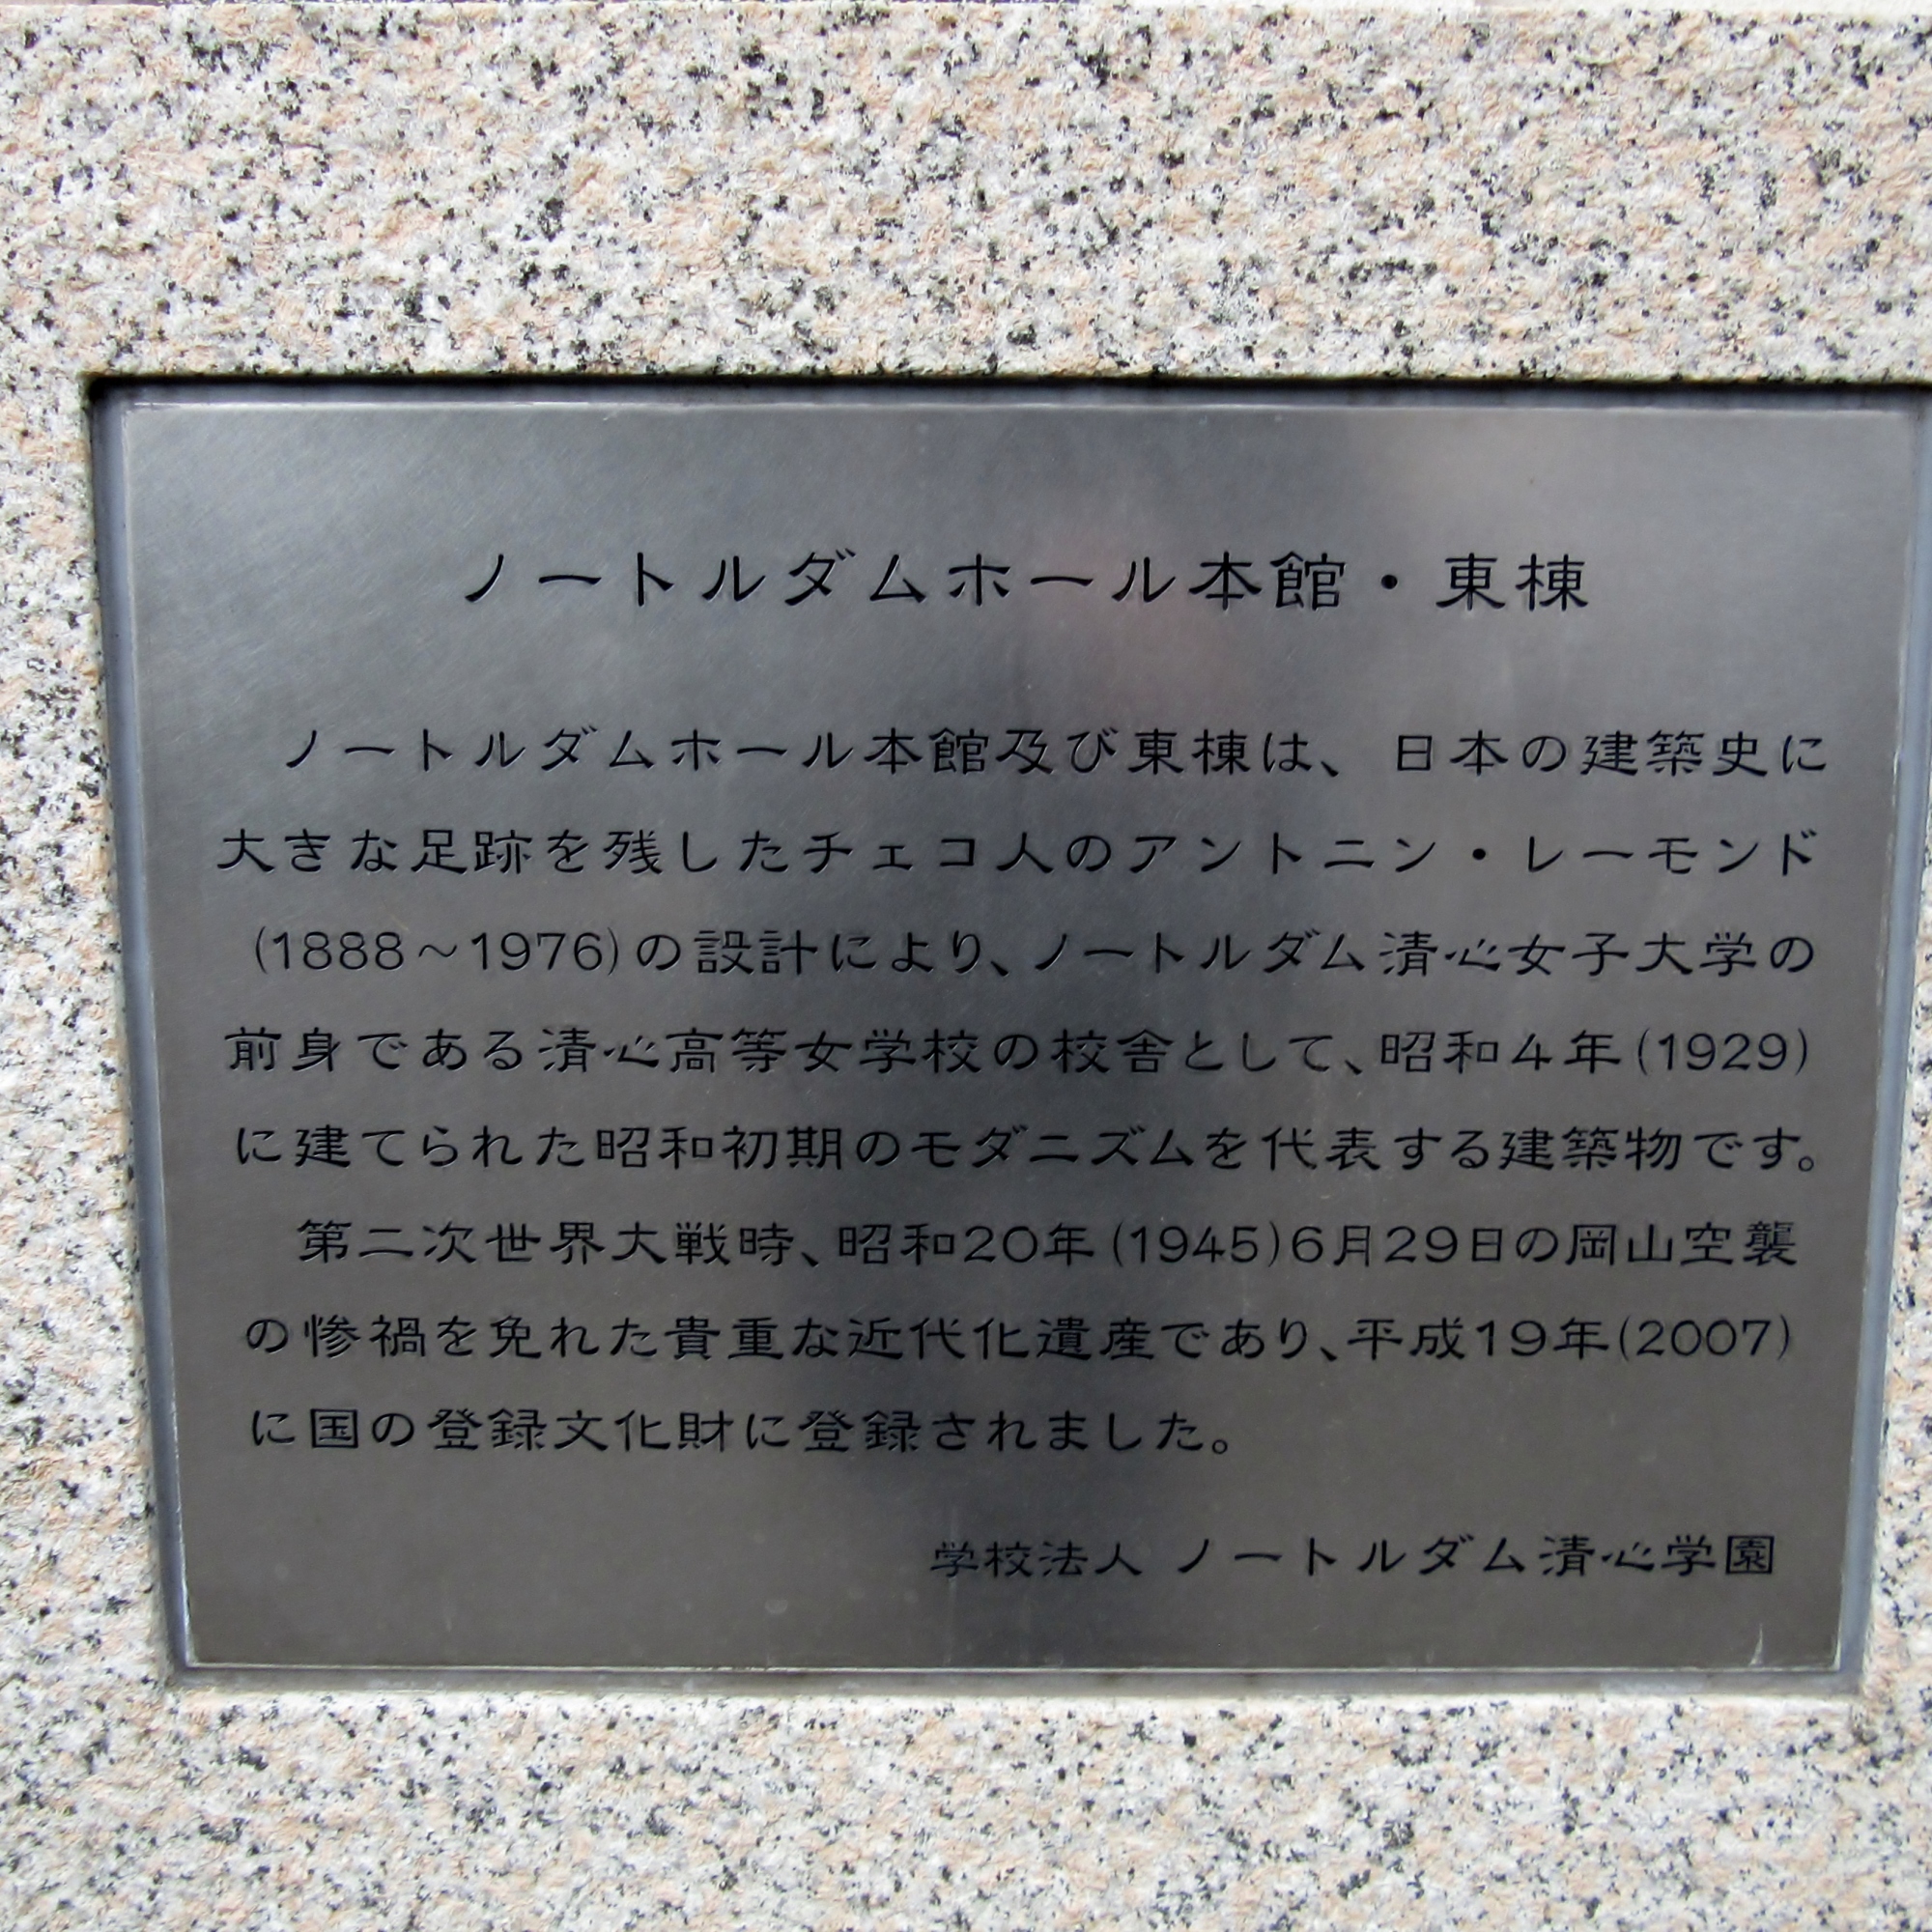 ノートルダムホール本館・東棟
ノートルダムホール本館及び東棟は、日本の建築史に
大きな足跡を残したチェコ人のアントニン・レーモンド
(1888～1976)の設計により、ノートルダム清心女子大学の
前身である清心高等女学校の校舎として、昭和4年(1929)
に建てられた昭和初期のモダニズムを代表する建築物です。
第二次世界大戦時、昭和20年(1945)6月29日の岡山空襲
の惨禍を免れた貴重な近代化遺産であり、平成19年(2007)
に国の登録文化財に登録されました。
学校法人 ノートルダム清心学園